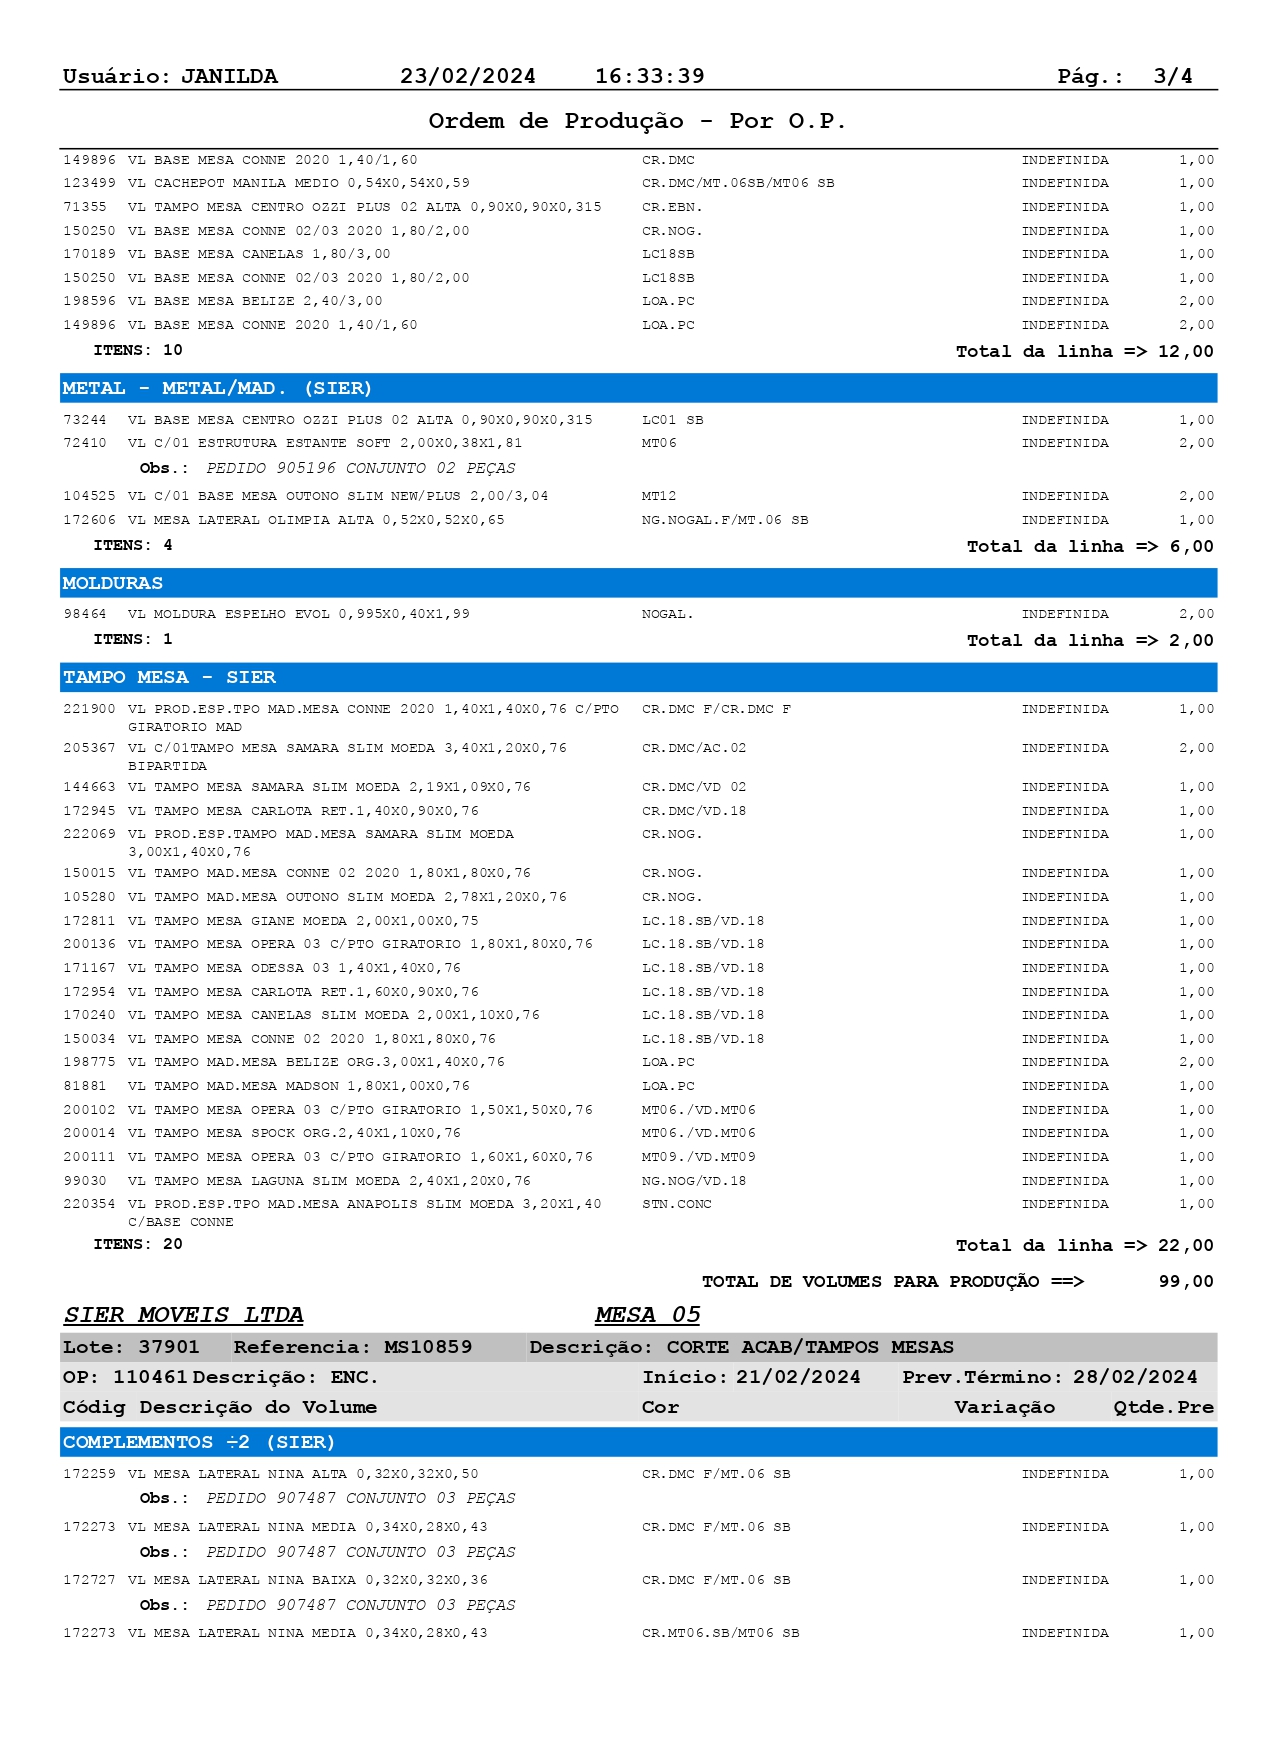 Usuário: JANILDA 23/02/2024 16:33:39 Pág.: 3/4
Ordem de Produção - Por O.P.
149896 VL BASE MESA CONNE 2020 1,40/1,60 CR.DMC INDEFINIDA 1,00
123499 VL CACHEPOT MANILA MEDIO 0,54X0,54X0,59 CR.DMC/MT.06SB/MT06 SB INDEFINIDA 1,00
71355 VL TAMPO MESA CENTRO OZZI PLUS 02 ALTA 0,90X0,90X0,315 CR.EBN. INDEFINIDA 1,00
150250 VL BASE MESA CONNE 02/03 2020 1,80/2,00 CR.NOG. INDEFINIDA 1,00
170189 VL BASE MESA CANELAS 1,80/3,00 LC18SB INDEFINIDA 1,00
150250 VL BASE MESA CONNE 02/03 2020 1,80/2,00 LC18SB INDEFINIDA 1,00
198596 VL BASE MESA BELIZE 2,40/3,00 LOA.PC INDEFINIDA 2,00
149896 VL BASE MESA CONNE 2020 1,40/1,60 LOA.PC INDEFINIDA 2,00
ITENS: 10 Total da linha => 12,00
METAL - METAL/MAD. (SIER)
73244 VL BASE MESA CENTRO OZZI PLUS 02 ALTA 0,90X0,90X0,315 LC01 SB INDEFINIDA 1,00
72410 VL C/01 ESTRUTURA ESTANTE SOFT 2,00X0,38X1,81 MT06 INDEFINIDA 2,00
Obs.: PEDIDO 905196 CONJUNTO 02 PEÇAS
104525 VL C/01 BASE MESA OUTONO SLIM NEW/PLUS 2,00/3,04 MT12 INDEFINIDA 2,00
172606 VL MESA LATERAL OLIMPIA ALTA 0,52X0,52X0,65 NG.NOGAL.F/MT.06 SB INDEFINIDA 1,00
ITENS: 4 Total da linha => 6,00
MOLDURAS
98464 VL MOLDURA ESPELHO EVOL 0,995X0,40X1,99 NOGAL. INDEFINIDA 2,00
ITENS: 1 Total da linha => 2,00
TAMPO MESA - SIER
221900 VL PROD.ESP.TPO MAD.MESA CONNE 2020 1,40X1,40X0,76 C/PTO CR.DMC F/CR.DMC F INDEFINIDA 1,00
GIRATORIO MAD
205367 VL C/01TAMPO MESA SAMARA SLIM MOEDA 3,40X1,20X0,76 CR.DMC/AC.02 INDEFINIDA 2,00
BIPARTIDA
144663 VL TAMPO MESA SAMARA SLIM MOEDA 2,19X1,09X0,76 CR.DMC/VD 02 INDEFINIDA 1,00
172945 VL TAMPO MESA CARLOTA RET.1,40X0,90X0,76 CR.DMC/VD.18 INDEFINIDA 1,00
222069 VL PROD.ESP.TAMPO MAD.MESA SAMARA SLIM MOEDA CR.NOG. INDEFINIDA 1,00
3,00X1,40X0,76
150015 VL TAMPO MAD.MESA CONNE 02 2020 1,80X1,80X0,76 CR.NOG. INDEFINIDA 1,00
105280 VL TAMPO MAD.MESA OUTONO SLIM MOEDA 2,78X1,20X0,76 CR.NOG. INDEFINIDA 1,00
172811 VL TAMPO MESA GIANE MOEDA 2,00X1,00X0,75 LC.18.SB/VD.18 INDEFINIDA 1,00
200136 VL TAMPO MESA OPERA 03 C/PTO GIRATORIO 1,80X1,80X0,76 LC.18.SB/VD.18 INDEFINIDA 1,00
171167 VL TAMPO MESA ODESSA 03 1,40X1,40X0,76 LC.18.SB/VD.18 INDEFINIDA 1,00
172954 VL TAMPO MESA CARLOTA RET.1,60X0,90X0,76 LC.18.SB/VD.18 INDEFINIDA 1,00
170240 VL TAMPO MESA CANELAS SLIM MOEDA 2,00X1,10X0,76 LC.18.SB/VD.18 INDEFINIDA 1,00
150034 VL TAMPO MESA CONNE 02 2020 1,80X1,80X0,76 LC.18.SB/VD.18 INDEFINIDA 1,00
198775 VL TAMPO MAD.MESA BELIZE ORG.3,00X1,40X0,76 LOA.PC INDEFINIDA 2,00
81881 VL TAMPO MAD.MESA MADSON 1,80X1,00X0,76 LOA.PC INDEFINIDA 1,00
200102 VL TAMPO MESA OPERA 03 C/PTO GIRATORIO 1,50X1,50X0,76 MT06./VD.MT06 INDEFINIDA 1,00
200014 VL TAMPO MESA SPOCK ORG.2,40X1,10X0,76 MT06./VD.MT06 INDEFINIDA 1,00
200111 VL TAMPO MESA OPERA 03 C/PTO GIRATORIO 1,60X1,60X0,76 MT09./VD.MT09 INDEFINIDA 1,00
99030 VL TAMPO MESA LAGUNA SLIM MOEDA 2,40X1,20X0,76 NG.NOG/VD.18 INDEFINIDA 1,00
220354 VL PROD.ESP.TPO MAD.MESA ANAPOLIS SLIM MOEDA 3,20X1,40 STN.CONC INDEFINIDA 1,00
C/BASE CONNE
ITENS: 20 Total da linha => 22,00
TOTAL DE VOLUMES PARA PRODUÇÃO ==> 99,00
SIER MOVEIS LTDA MESA 05
Lote: 37901 Referencia: MS10859 Descrição: CORTE ACAB/TAMPOS MESAS
OP: 110461 Descrição: ENC. Início: 21/02/2024 Prev.Término: 28/02/2024
Códig Descrição do Volume Cor Variação Qtde.Pre
COMPLEMENTOS ÷2 (SIER)
172259 VL MESA LATERAL NINA ALTA 0,32X0,32X0,50 CR.DMC F/MT.06 SB INDEFINIDA 1,00
Obs.: PEDIDO 907487 CONJUNTO 03 PEÇAS
172273 VL MESA LATERAL NINA MEDIA 0,34X0,28X0,43 CR.DMC F/MT.06 SB INDEFINIDA 1,00
Obs.: PEDIDO 907487 CONJUNTO 03 PEÇAS
172727 VL MESA LATERAL NINA BAIXA 0,32X0,32X0,36 CR.DMC F/MT.06 SB INDEFINIDA 1,00
Obs.: PEDIDO 907487 CONJUNTO 03 PEÇAS
172273 VL MESA LATERAL NINA MEDIA 0,34X0,28X0,43 CR.MT06.SB/MT06 SB INDEFINIDA 1,00